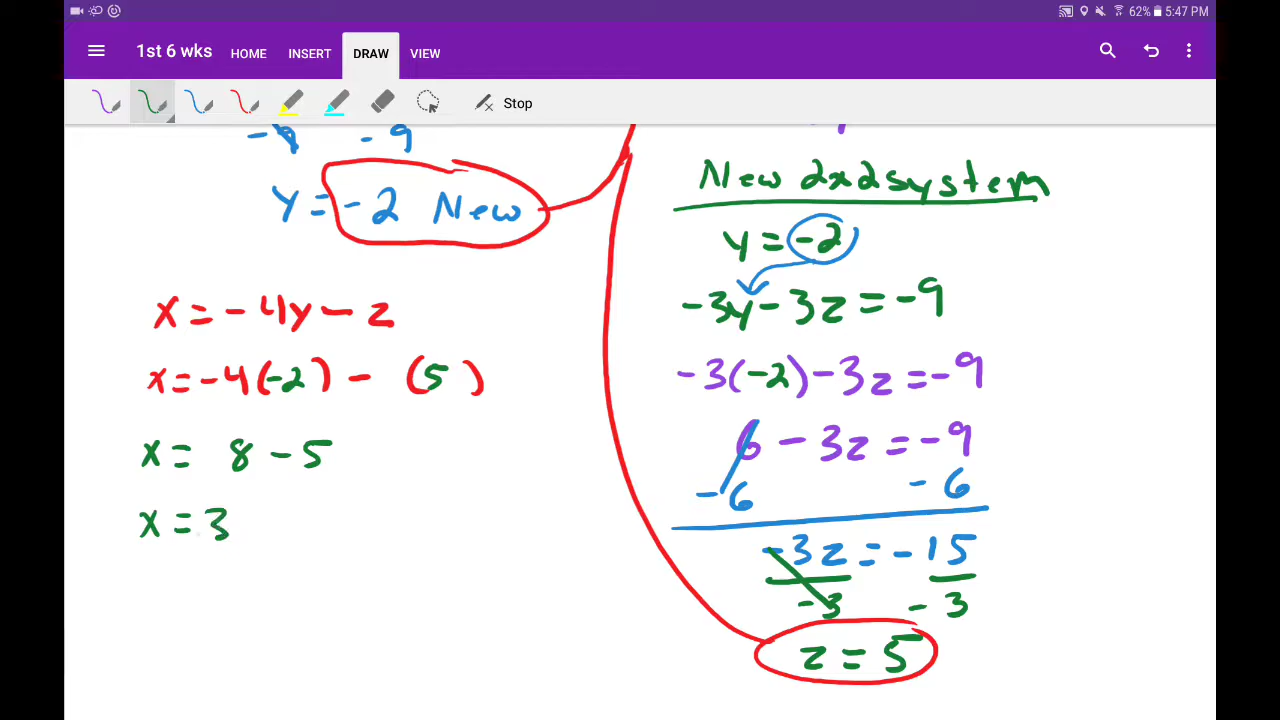 62% 5:47 PM
1st 6 wks HOME INSERT DRAW VIEW
Stop
-9 -9
y = -2 New
x = -4y - z
x = -4(-2) - (5)
x = 8 - 5
x = 3
New 2x2 system
y = -2
-3y - 3z = -9
-3(-2) - 3z = -9
6 - 3z = -9
-6 -6
-3z = -15
-3 -3
z = 5